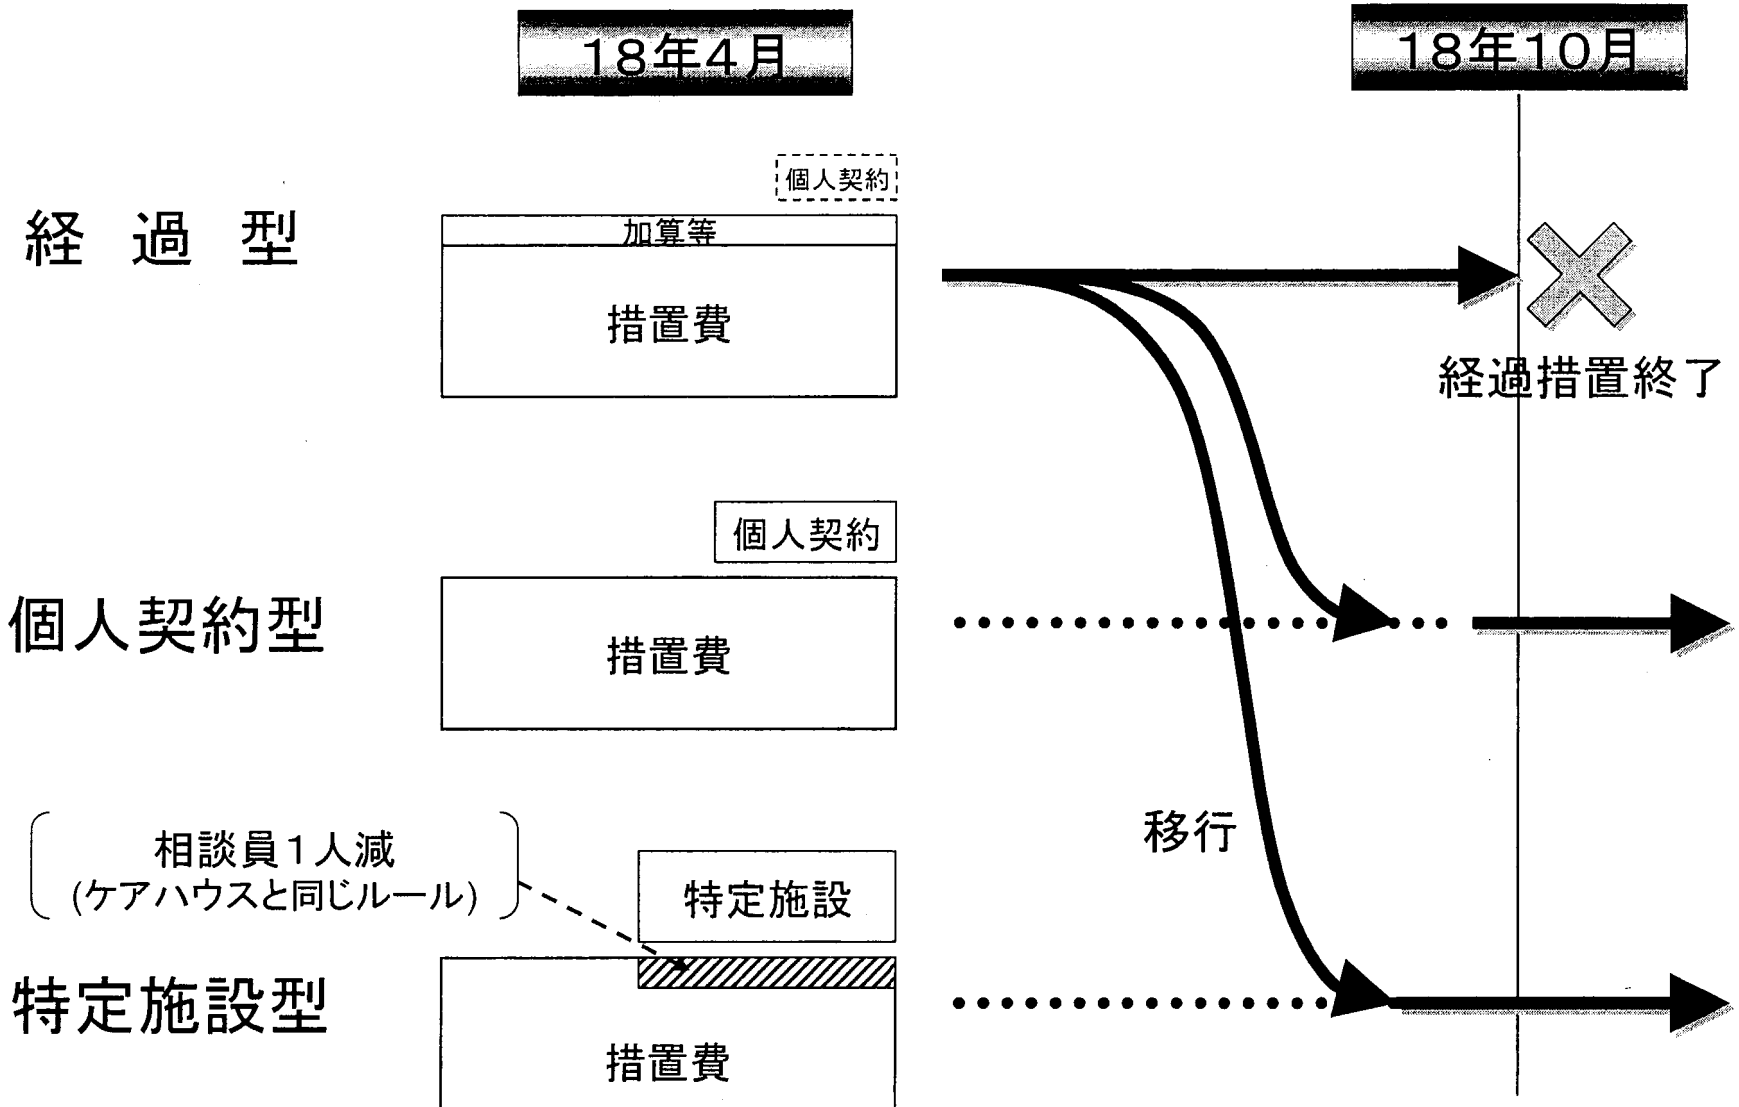 18年4月
18年10月
個人契約
経過型
加算等
措置費
経過措置終了
個人契約
個人契約型
措置費
相談員1人減
(ケアハウスと同じルール)
移行
特定施設
特定施設型
措置費